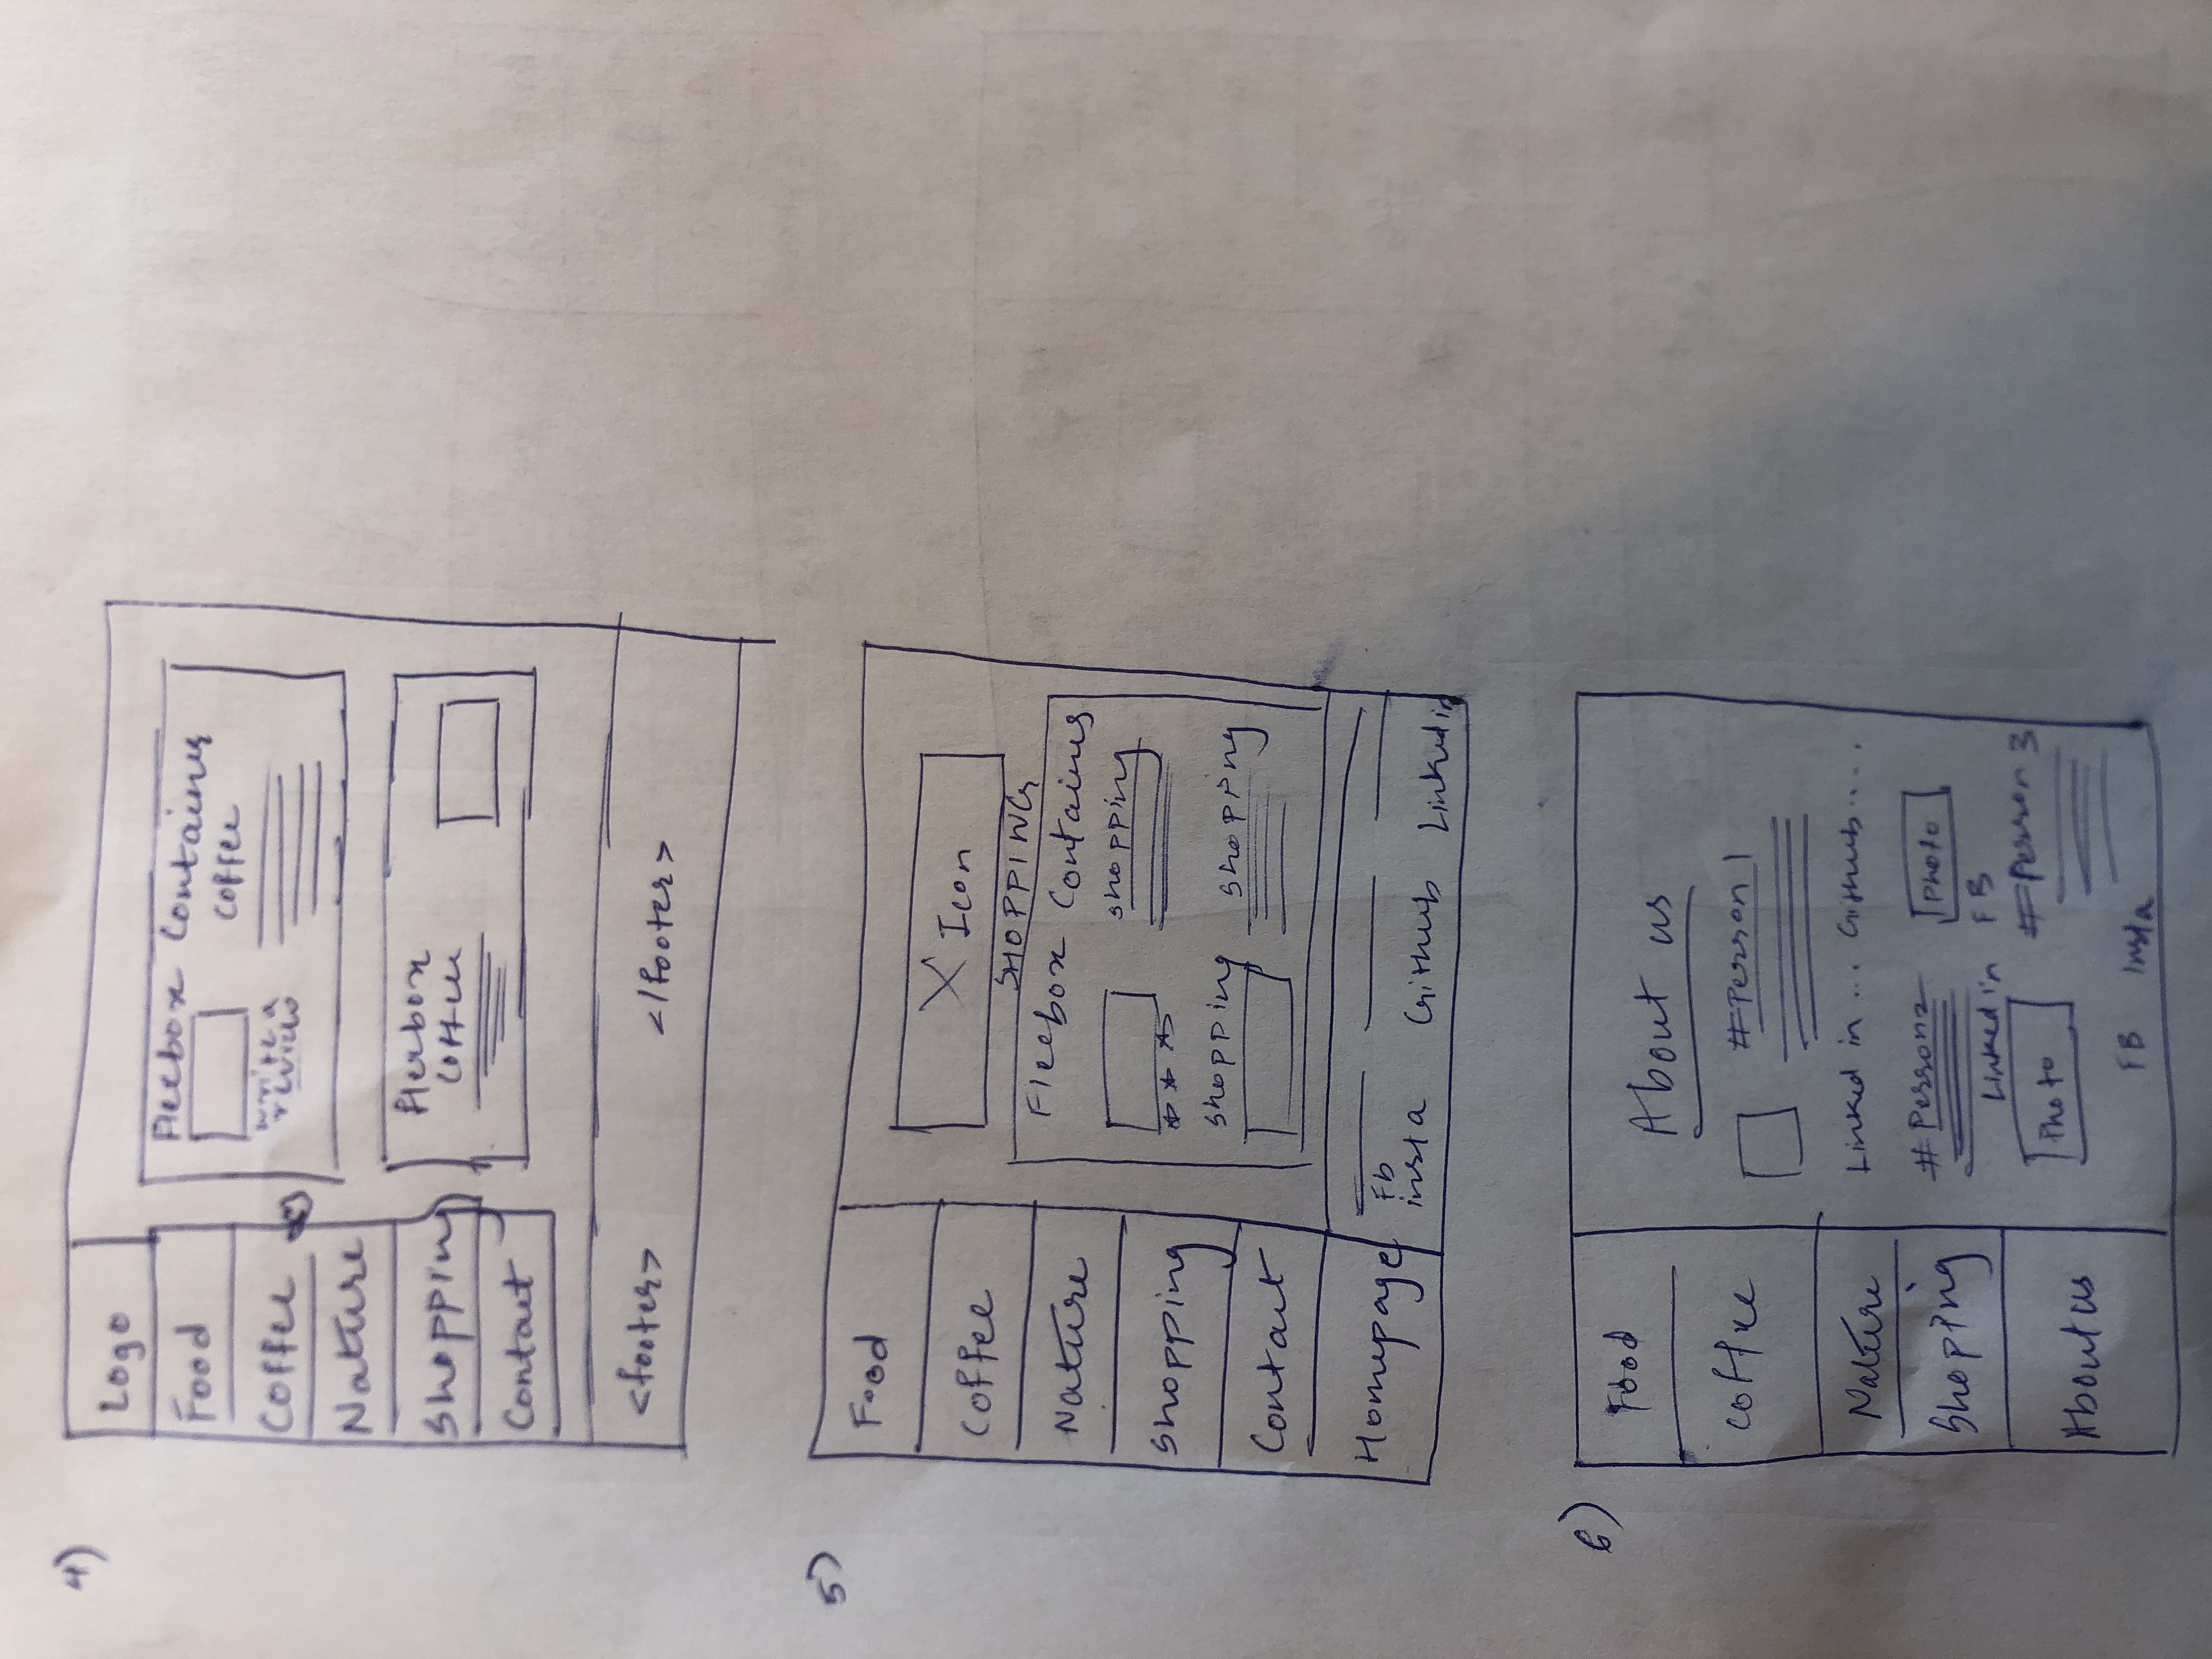 4)
Logo
Food
Coffee
Nature
Shopping
Contact
Flexbox Container
Coffee
write a
review
Flexbox
Coffee
<footer> </footer>
5)
Food
Coffee
Nature
Shopping
Contact
Homepage
X Icon
SHOPPING
Flexbox Container
shopping
shopping shopping
Fb
insta Github Linkedin
6)
Food
Coffee
Nature
Shopping
About us
About us
#Person 1
Linked in ... Github....
#Person2 Photo
Linked in FB
Photo #Person 3
FB Insta